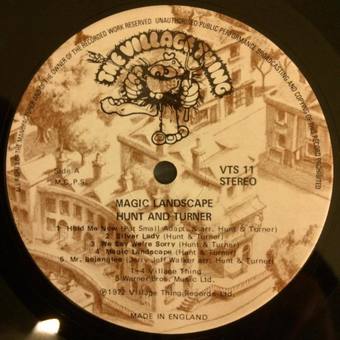 ALL RIGHTS OF THE MANUFACTURER AND OF THE OWNER OF THE RECORDED WORK RESERVED UNAUTHORISED PUBLIC PERFORMANCE BROADCASTING AND COPYING OF THIS RECORD PROHIBITED
THE VILLAGE THING
Side A
M.C.P.S.
VTS 11
STEREO
MAGIC LANDSCAPE
HUNT AND TURNER
1. Hold Me Now (Pat Small Adapt. & arr. Hunt & Turner)
2. Silver Lady (Hunt & Turner)
3. We Say We're Sorry (Hunt & Turner)
4. Magic Landscape (Hunt & Turner)
5. Mr. Bojangles (Jerry Jeff Walker arr. Hunt & Turner)
1-4 Village Thing
5 Warner Bros. Music Ltd.
℗1972 Village Thing Records Ltd.
MADE IN ENGLAND